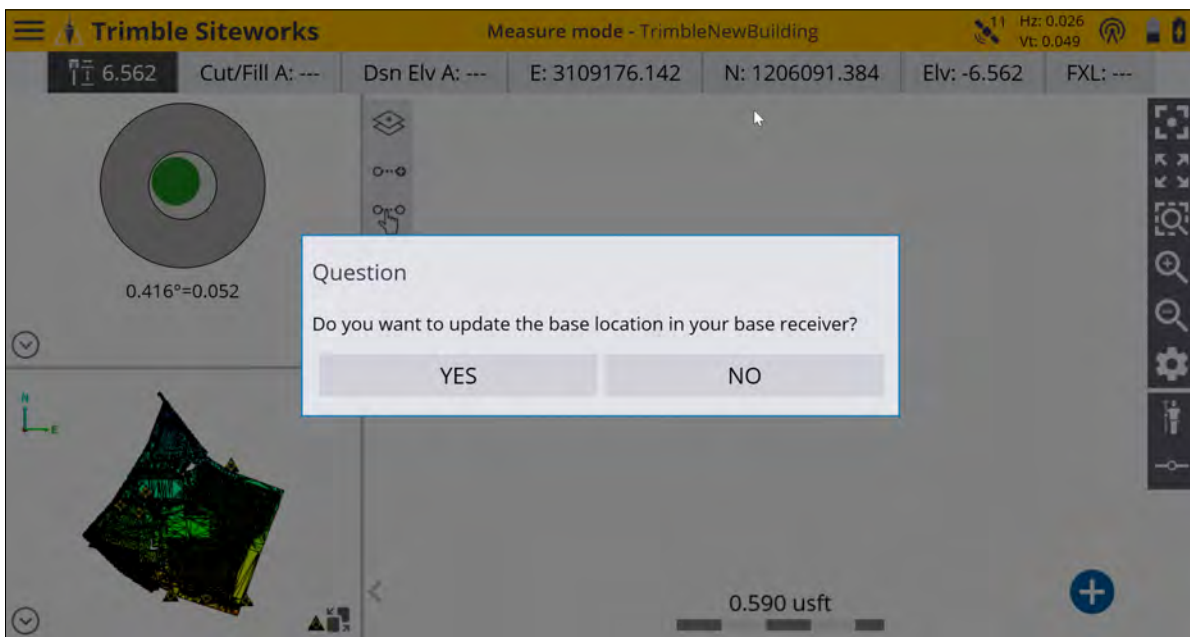 Trimble Siteworks
Measure mode - TrimbleNewBuilding
11 Hz: 0.026
Vt: 0.049
6.562 Cut/Fill A: --- Dsn Elv A: --- E: 3109176.142 N: 1206091.384 Elv: -6.562 FXL: ---
0.416°=0.052
Question
Do you want to update the base location in your base receiver?
YES NO
N
E
0.590 usft